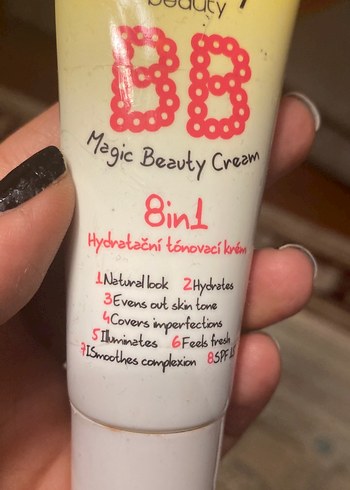 beauty
BB
Magic Beauty Cream
8in1
Hydratační tónovací krém
1Natural look 2Hydrates
3Evens out skin tone
4Covers imperfections
5Illuminates 6Feels fresh
7Smoothes complexion 8SPF